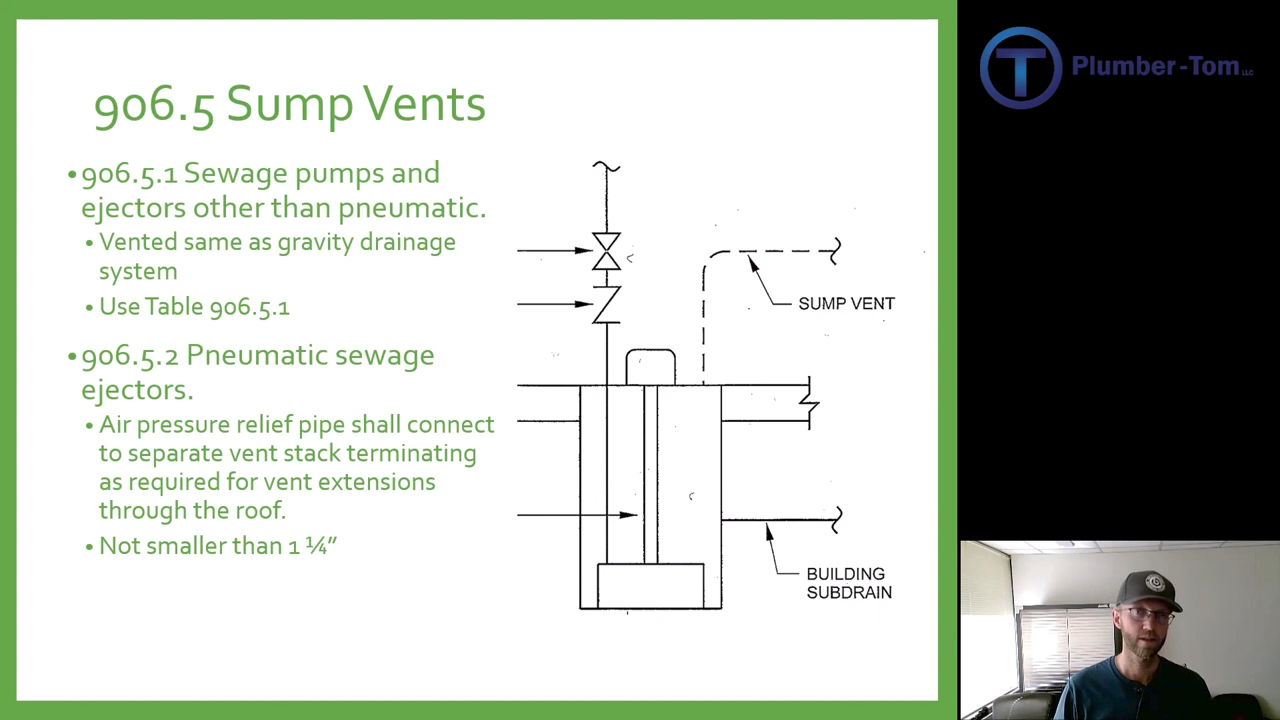 906.5 Sump Vents
• 906.5.1 Sewage pumps and
ejectors other than pneumatic.
• Vented same as gravity drainage
system
• Use Table 906.5.1
• 906.5.2 Pneumatic sewage
ejectors.
• Air pressure relief pipe shall connect
to separate vent stack terminating
as required for vent extensions
through the roof.
• Not smaller than 1 ¼”
SUMP VENT
BUILDING
SUBDRAIN
T Plumber-Tom LLC